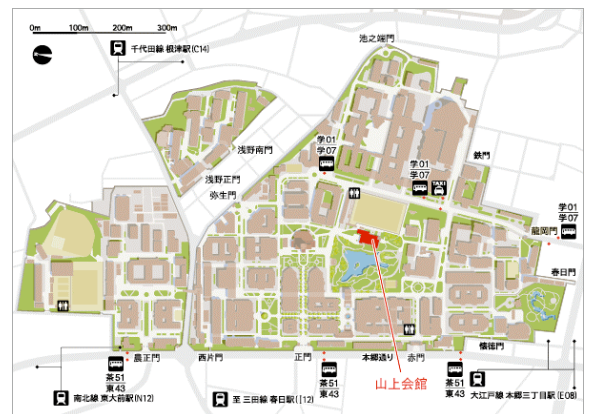 0m 100m 200m 300m
千代田線 根津駅(C14)
池之端門
学01
学07
浅野南門
鉄門
学01
学07
TAXI
浅野正門
弥生門
学01
学07
龍岡門
春日門
農正門
西片門
正門
本郷通り
赤門
懐徳門
茶51
東43
茶51
東43
茶51
東43
山上会館
南北線 東大前駅(N12)
至 三田線 春日駅(I12)
大江戸線 本郷三丁目駅(E08)